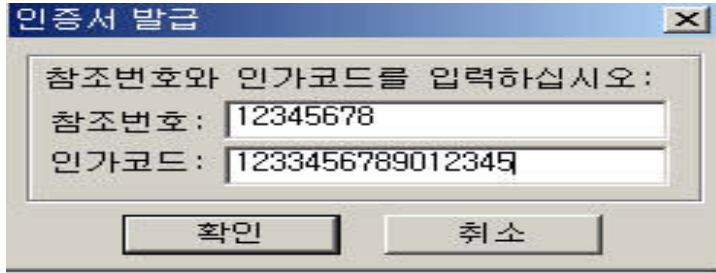 인증서 발급
참조번호와 인가코드를 입력하십시오:
참조번호: 12345678
인가코드: 1233456789012345
확인 취소